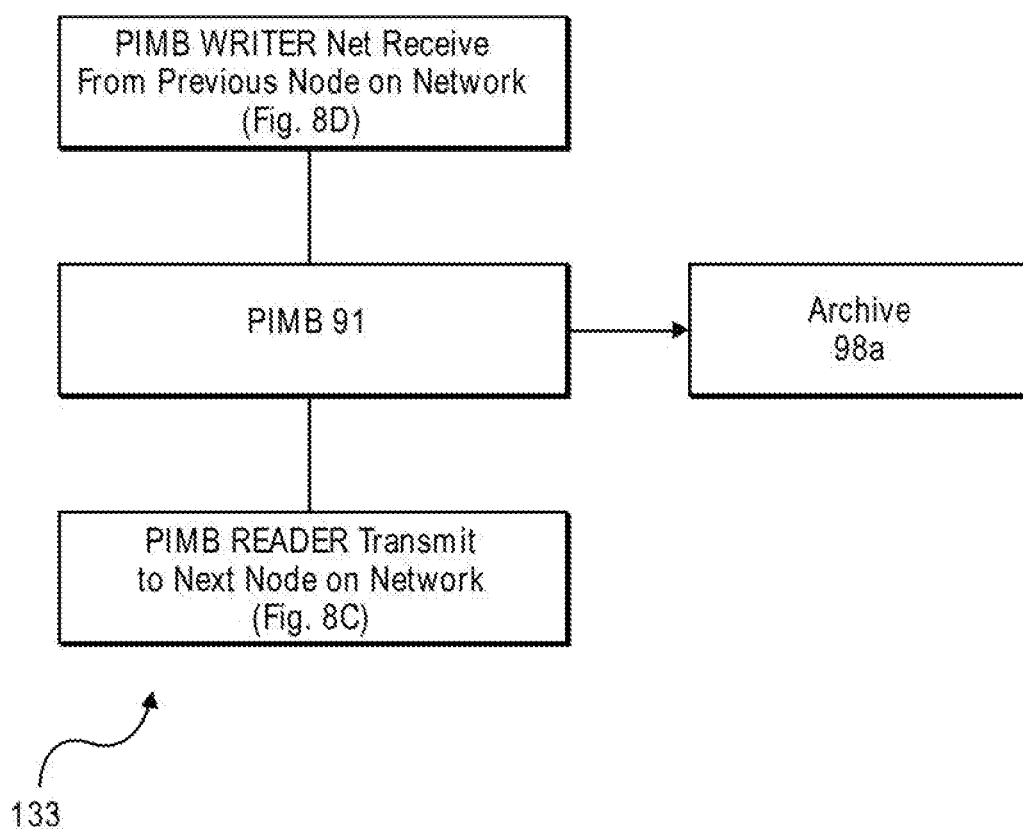 PIMB WRITER Net Receive
From Previous Node on Network
(Fig. 8D)
PIMB 91
Archive
98a
PIMB READER Transmit
to Next Node on Network
(Fig. 8C)
133